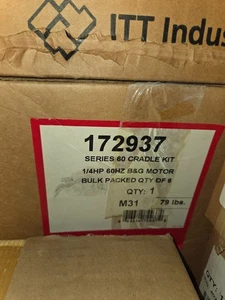 ITT Indus
172937
SERIES 60 CRADLE KIT
1/4HP 60HZ B&G MOTOR
BULK PACKED QTY OF 6
QTY: 1
M31 79 lbs.